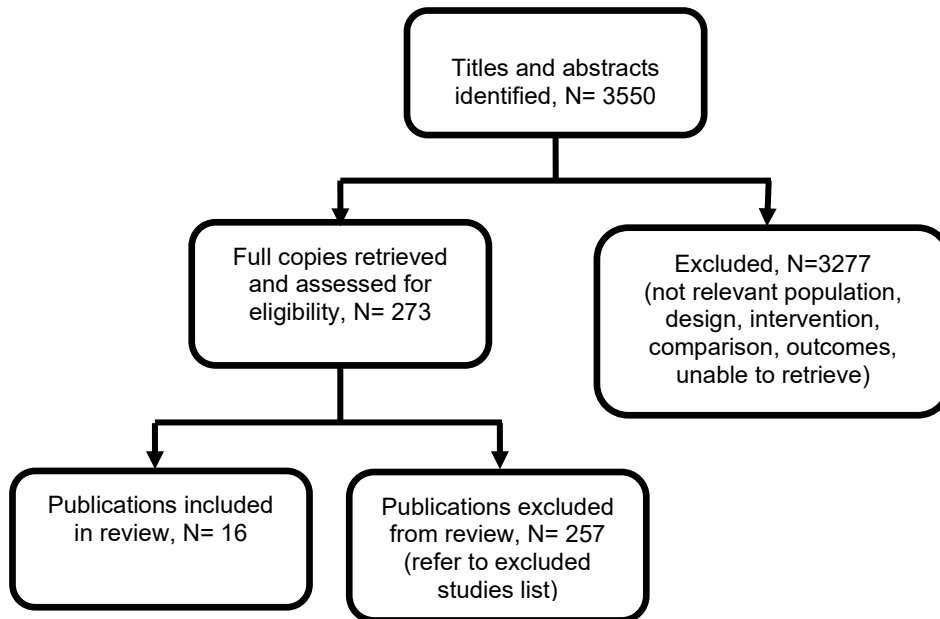 Titles and abstracts
identified, N= 3550
Full copies retrieved
and assessed for
eligibility, N= 273
Excluded, N=3277
(not relevant population,
design, intervention,
comparison, outcomes,
unable to retrieve)
Publications included
in review, N= 16
Publications excluded
from review, N= 257
(refer to excluded
studies list)